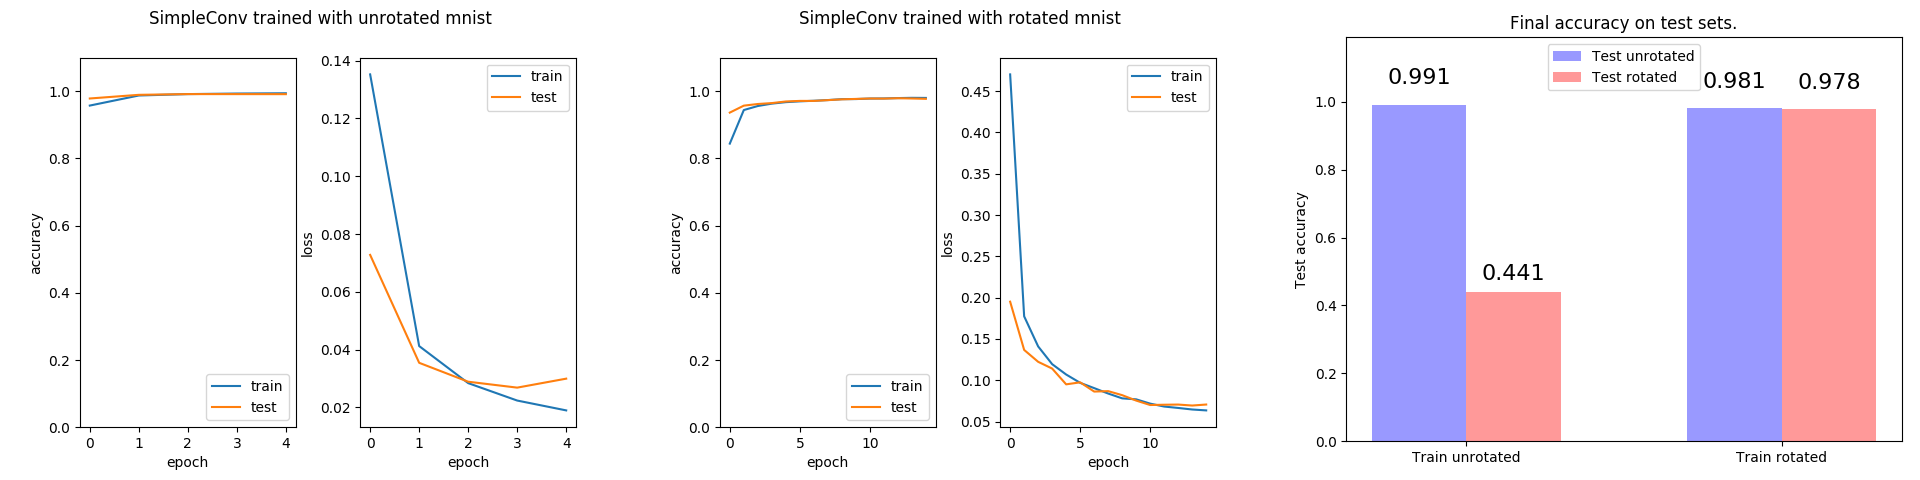 SimpleConv trained with unrotated mnist
accuracy
1.0
0.8
0.6
0.4
0.2
0.0
0 1 2 3 4
epoch
train
test
loss
0.14
0.12
0.10
0.08
0.06
0.04
0.02
0 1 2 3 4
epoch
train
test
SimpleConv trained with rotated mnist
accuracy
1.0
0.8
0.6
0.4
0.2
0.0
0 5 10
epoch
train
test
loss
0.45
0.40
0.35
0.30
0.25
0.20
0.15
0.10
0.05
0 5 10
epoch
train
test
Final accuracy on test sets.
Test accuracy
1.0
0.8
0.6
0.4
0.2
0.0
Test unrotated
Test rotated
0.991
0.441
0.981
0.978
Train unrotated
Train rotated